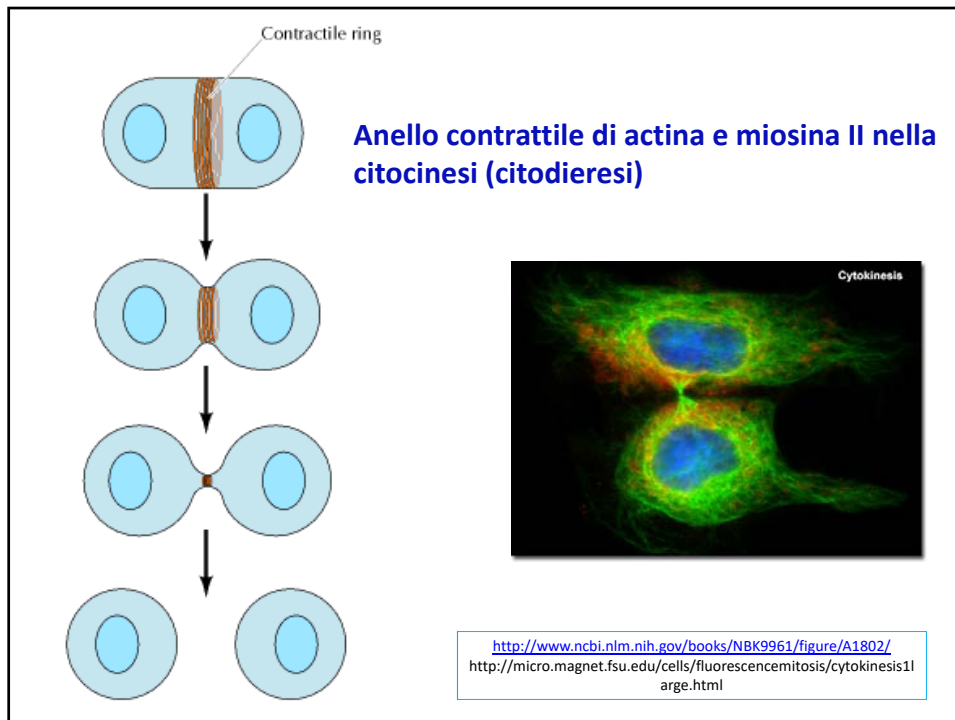 Contractile ring
Anello contrattile di actina e miosina II nella
citocinesi (citodieresi)
Cytokinesis
http://www.ncbi.nlm.nih.gov/books/NBK9961/figure/A1802/
http://micro.magnet.fsu.edu/cells/fluorescencemitosis/cytokinesis1l
arge.html